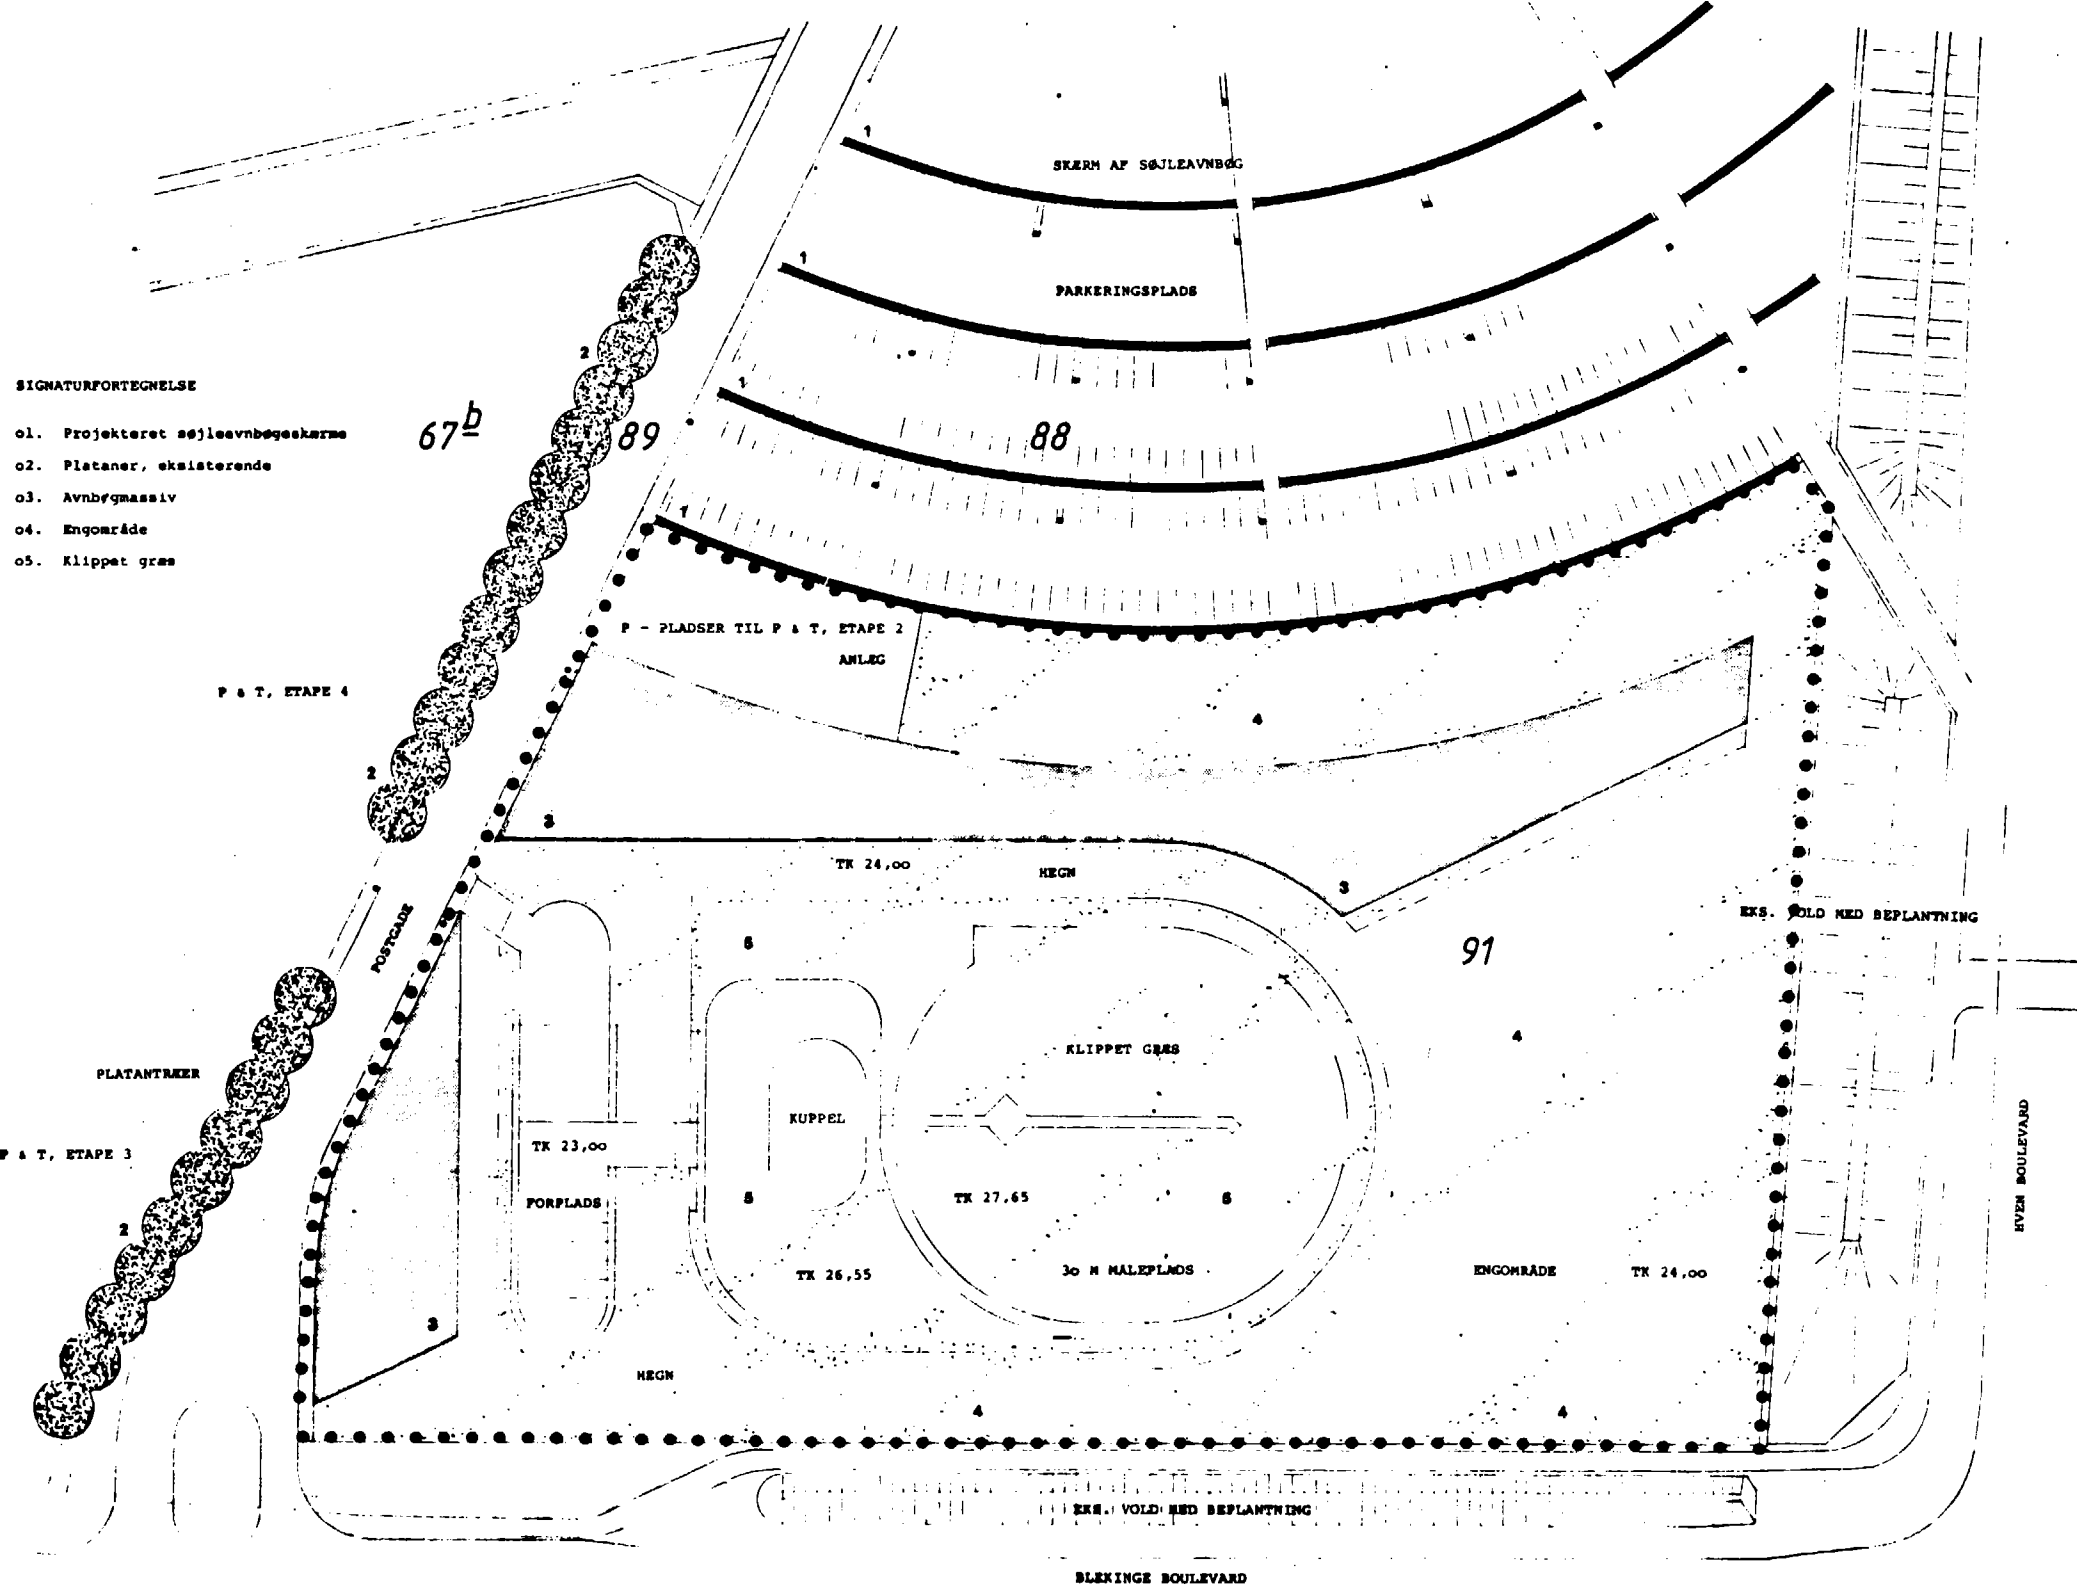 1
SKÆRM AF SØJLEAVNBØG
1
PARKERINGSPLADS
2
1
SIGNATURFORTEGNELSE
o1. Projekteret søjleavnbøgeskærme
o2. Plataner, eksisterende
o3. Avnbøgmassiv
o4. Engområde
o5. Klippet græs
67b
89
88
1
P - PLADSER TIL P & T, ETAPE 2
ANLÆG
P & T, ETAPE 4
4
2
3
TK 24,oo
HEGN
3
EKS. VOLD MED BEPLANTNING
POSTGADE
5
91
4
KLIPPET GRÆS
PLATANTRÆER
KUPPEL
TK 23,oo
P & T, ETAPE 3
HVEN BOULEVARD
FORPLADS
5
TK 27,65
5
2
TK 26,55
3o M MÅLEPLADS
ENGOMRÅDE
TK 24,oo
3
HEGN
4
4
EKS. VOLD MED BEPLANTNING
BLEKINGE BOULEVARD